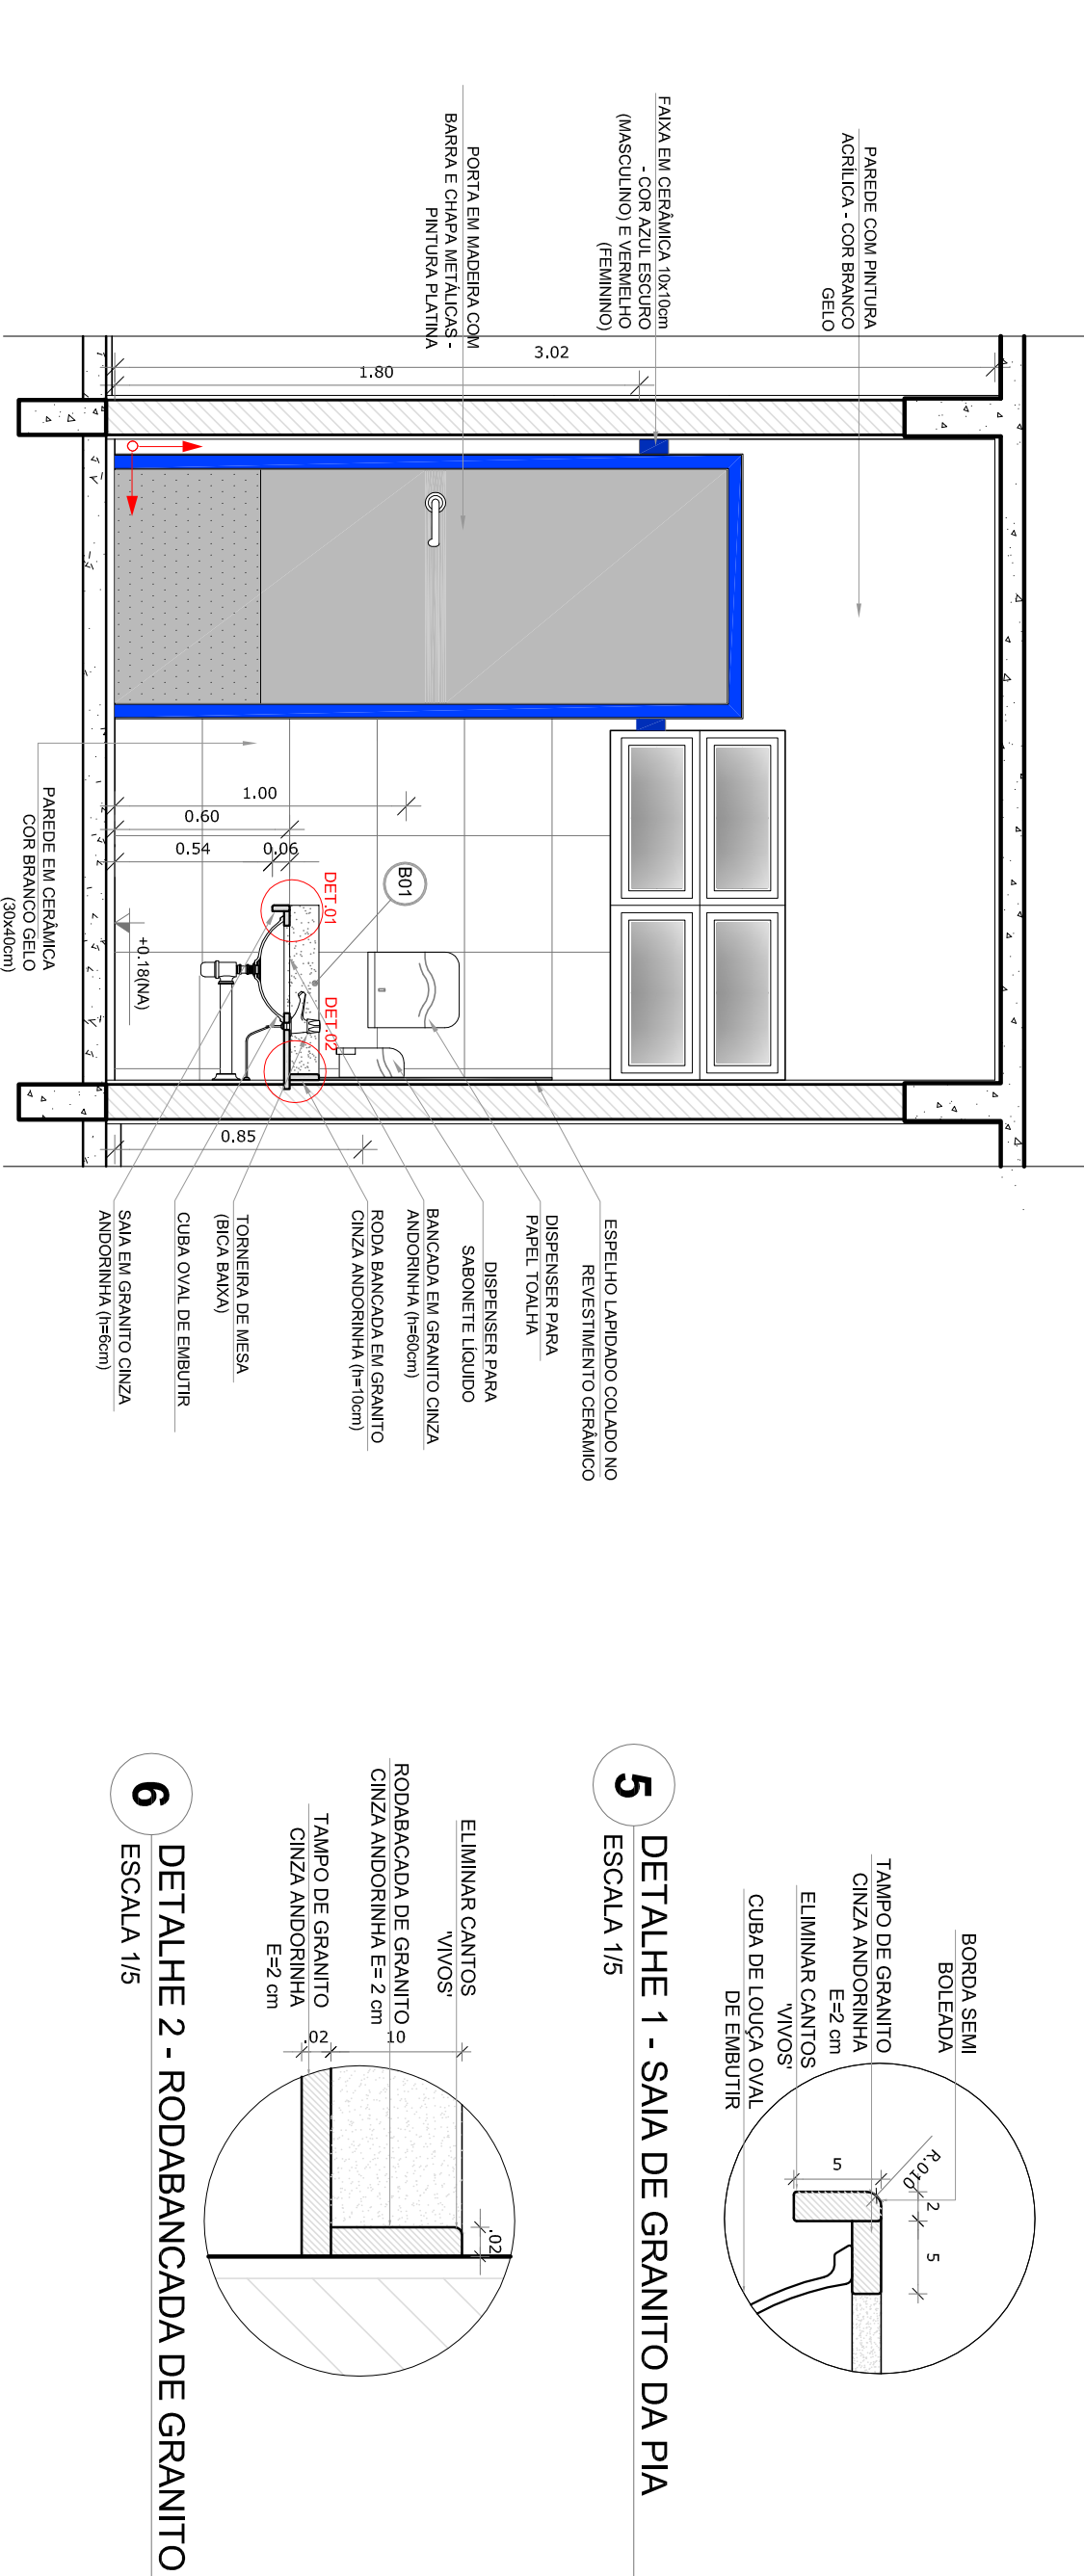 PAREDE COM PINTURA
ACRÍLICA - COR BRANCO
GELO
FAIXA EM CERÂMICA 10x10cm
- COR AZUL ESCURO
(MASCULINO) E VERMELHO
(FEMININO)
PORTA EM MADEIRA COM
BARRA E CHAPA METÁLICAS -
PINTURA PLATINA
3.02
1.80
1.00
0.60
0.54
0.06
B01
DET.01
DET.02
+0.18(NA)
PAREDE EM CERÂMICA
COR BRANCO GELO
(30x40cm)
0.85
ESPELHO LAPIDADO COLADO NO
REVESTIMENTO CERÂMICO
DISPENSER PARA
PAPEL TOALHA
DISPENSER PARA
SABONETE LÍQUIDO
BANCADA EM GRANITO CINZA
ANDORINHA (h=60cm)
RODA BANCADA EM GRANITO
CINZA ANDORINHA (h=10cm)
TORNEIRA DE MESA
(BICA BAIXA)
CUBA OVAL DE EMBUTIR
SAIA EM GRANITO CINZA
ANDORINHA (h=6cm)
BORDA SEMI
BOLEADA
TAMPO DE GRANITO
CINZA ANDORINHA
E=2 cm
ELIMINAR CANTOS
'VIVOS'
CUBA DE LOUÇA OVAL
DE EMBUTIR
R.010
2
5
5
5
DETALHE 1 - SAIA DE GRANITO DA PIA
ESCALA 1/5
ELIMINAR CANTOS
'VIVOS'
RODABACADA DE GRANITO
CINZA ANDORINHA E= 2 cm
TAMPO DE GRANITO
CINZA ANDORINHA
E=2 cm
10
.02
.02
6
DETALHE 2 - RODABANCADA DE GRANITO
ESCALA 1/5